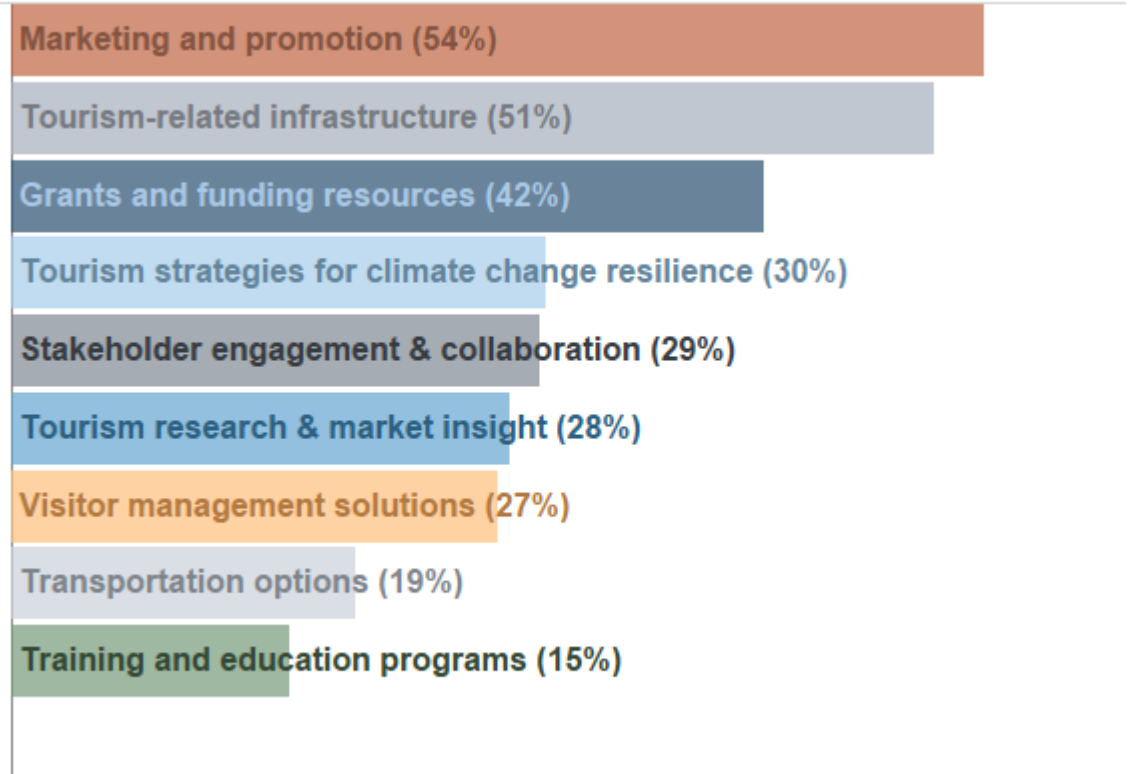 Marketing and promotion (54%)
Tourism-related infrastructure (51%)
Grants and funding resources (42%)
Tourism strategies for climate change resilience (30%)
Stakeholder engagement & collaboration (29%)
Tourism research & market insight (28%)
Visitor management solutions (27%)
Transportation options (19%)
Training and education programs (15%)